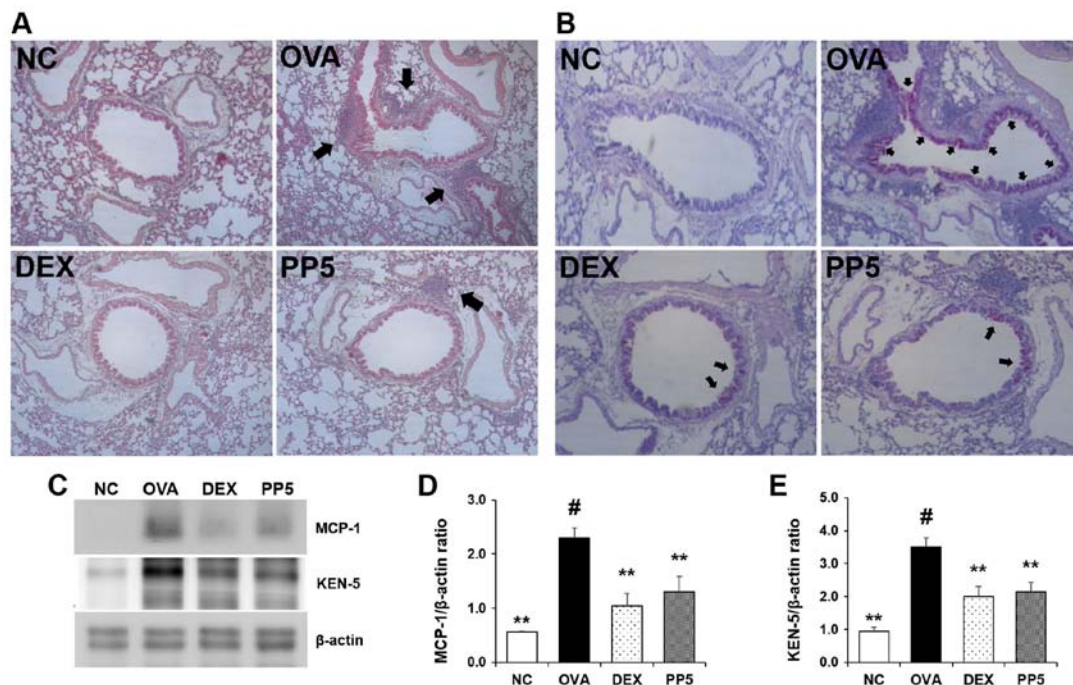 A
NC
OVA
DEX
PP5
B
NC
OVA
DEX
PP5
C
NC OVA DEX PP5
MCP-1
KEN-5
β-actin
D
MCP-1/β-actin ratio
3.0
2.0
1.0
0.0
**
#
**
**
NC OVA DEX PP5
E
KEN-5/β-actin ratio
5.0
4.0
3.0
2.0
1.0
0.0
**
#
**
**
NC OVA DEX PP5